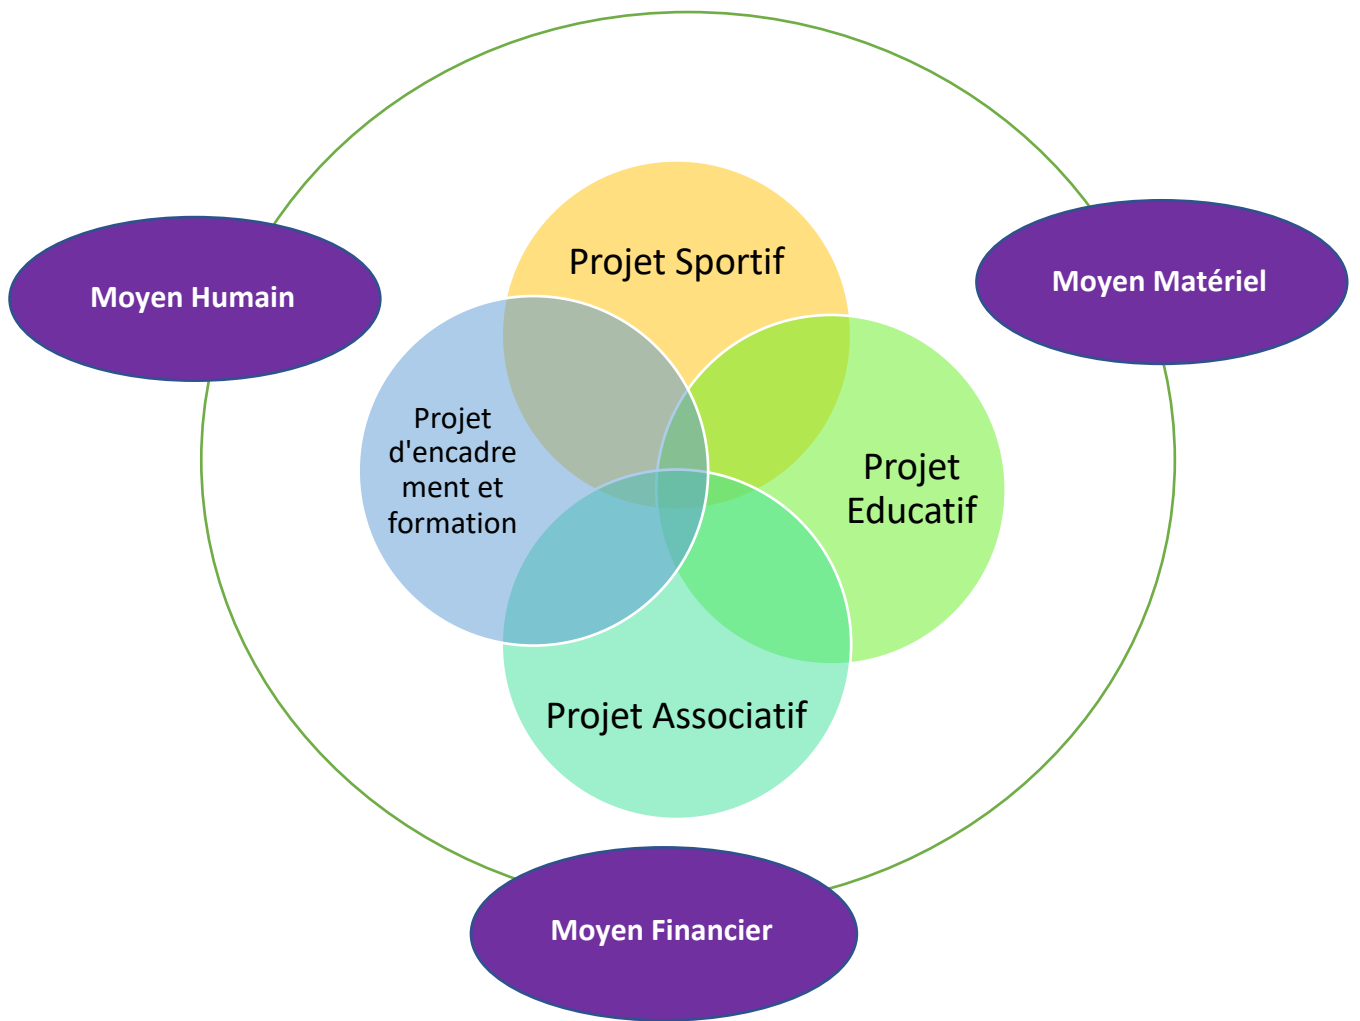 Projet Sportif
Moyen Humain
Moyen Matériel
Projet
d'encadre
ment et
formation
Projet
Educatif
Projet Associatif
Moyen Financier